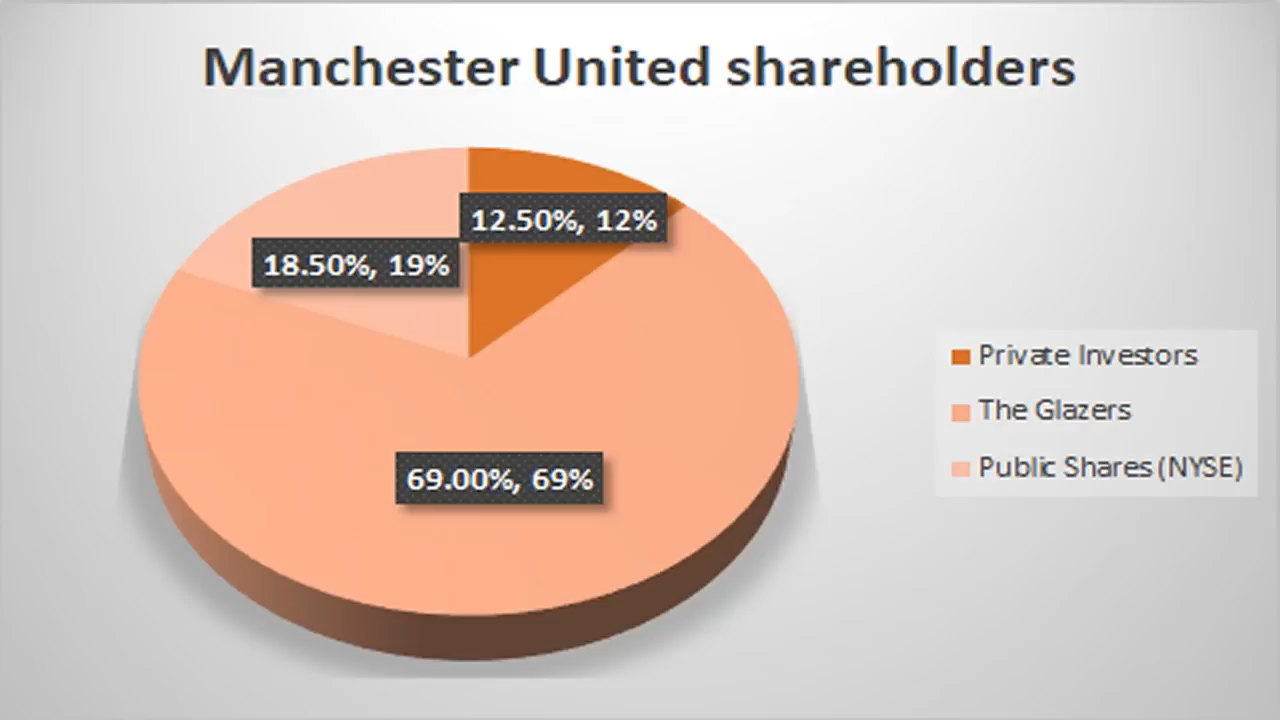 Manchester United shareholders
12.50%, 12%
18.50%, 19%
69.00%, 69%
Private Investors
The Glazers
Public Shares (NYSE)